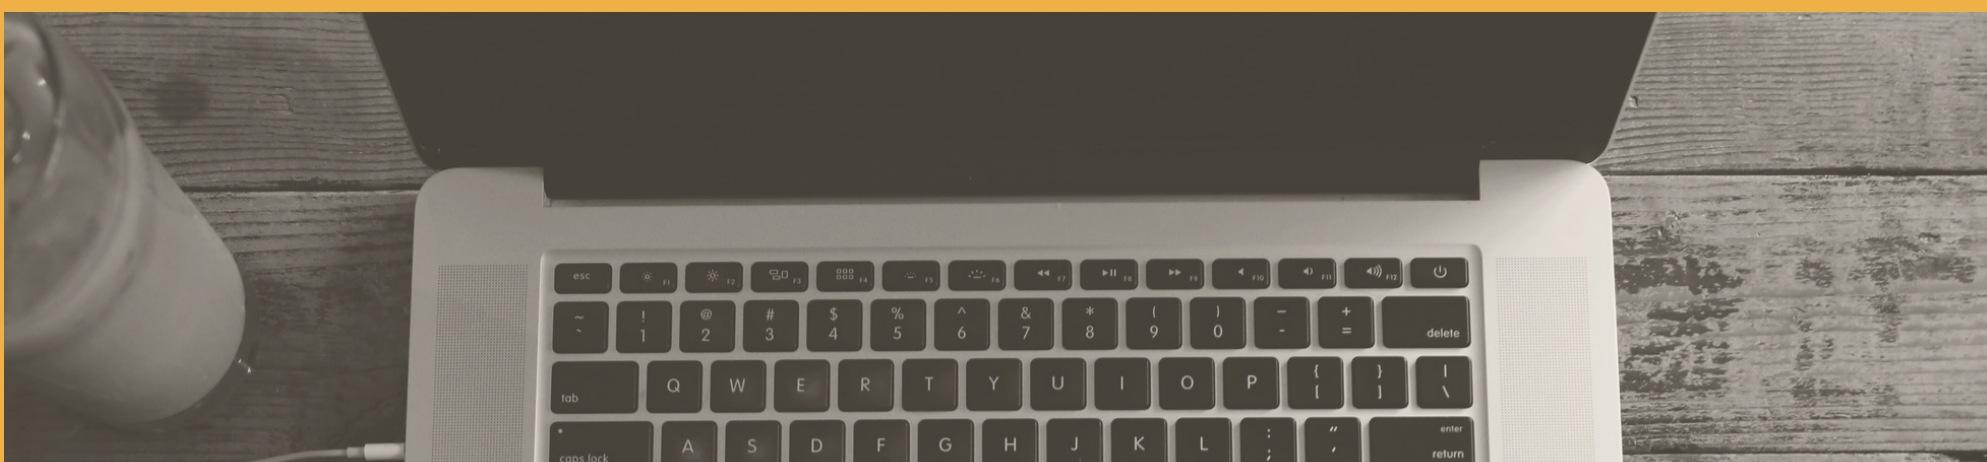 esc F1 F2 F3 F4 F5 F6 F7 F8 F9 F10 F11 F12
~ ! @ # $ % ^ & * ( ) — +
` 1 2 3 4 5 6 7 8 9 0 - = delete
{ } |
tab Q W E R T Y U I O P [ ] \
: “ enter
caps lock A S D F G H J K L ; ‘ return